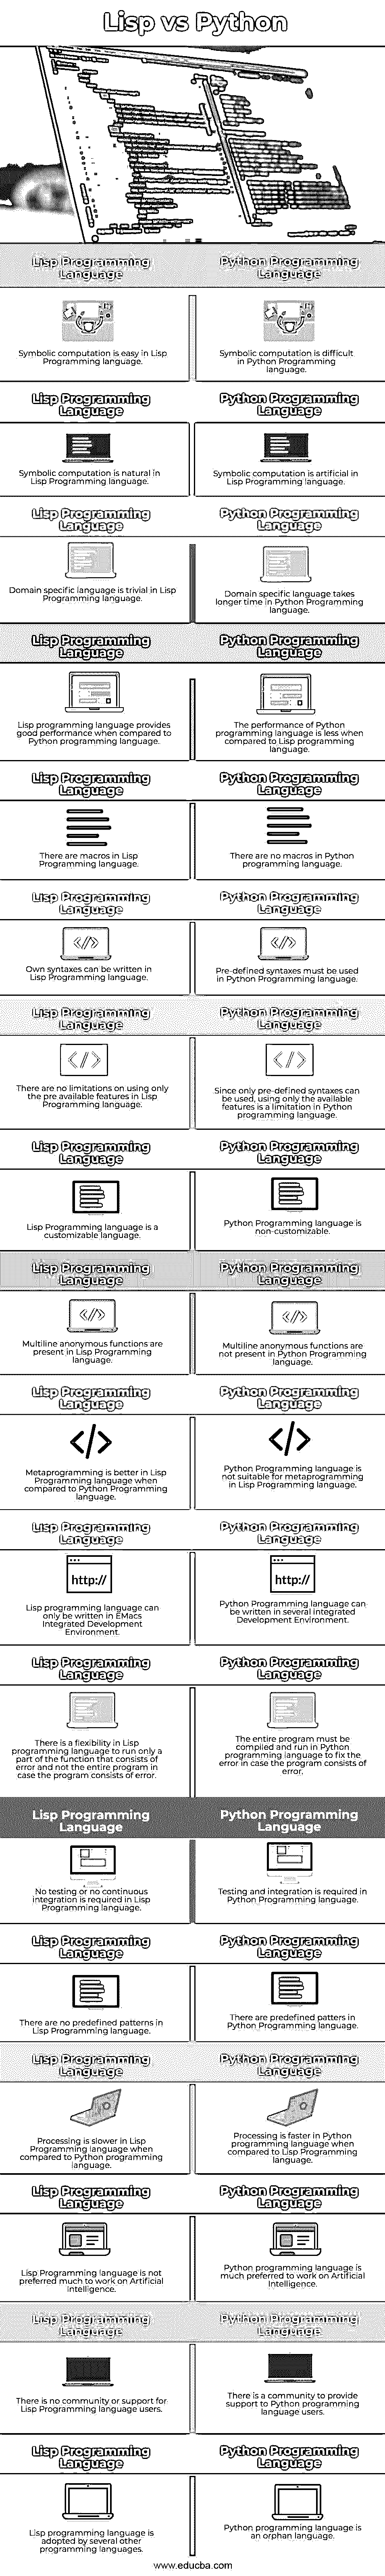 Lisp vs Python
Lisp Programming
Language
Python Programming
Language
Symbolic computation is easy in Lisp
Programming language.
Symbolic computation is difficult
in Python Programming
language.
Lisp Programming
Language
Python Programming
Language
Symbolic computation is natural in
Lisp Programming language.
Symbolic computation is artificial in
Lisp Programming language.
Lisp Programming
Language
Python Programming
Language
Domain specific language is trivial in Lisp
Programming language.
Domain specific language takes
longer time in Python Programming
language.
Lisp Programming
Language
Python Programming
Language
Lisp programming language provides
good performance when compared to
Python programming language.
The performance of Python
programming language is less when
compared to Lisp programming
language.
Lisp Programming
Language
Python Programming
Language
There are macros in Lisp
Programming language.
There are no macros in Python
programming language.
Lisp Programming
Language
Python Programming
Language
</>
</>
Own syntaxes can be written in
Lisp Programming language.
Pre-defined syntaxes must be used
in Python Programming language.
Lisp Programming
Language
Python Programming
Language
</>
</>
There are no limitations on using only
the pre available features in Lisp
Programming language.
Since only pre-defined syntaxes can
be used, using only the available
features is a limitation in Python
programming language.
Lisp Programming
Language
Python Programming
Language
Lisp Programming language is a
customizable language.
Python Programming language is
non-customizable.
Lisp Programming
Language
Python Programming
Language
</>
</>
Multiline anonymous functions are
present in Lisp Programming
language.
Multiline anonymous functions are
not present in Python Programming
language.
Lisp Programming
Language
Python Programming
Language
</>
</>
Metaprogramming is better in Lisp
Programming language when
compared to Python Programming
language.
Python Programming language is
not suitable for metaprogramming
in Lisp Programming language.
Lisp Programming
Language
Python Programming
Language
http://
http://
Lisp programming language can
only be written in EMacs
Integrated Development
Environment.
Python Programming language can
be written in several Integrated
Development Environment.
Lisp Programming
Language
Python Programming
Language
There is a flexibility in Lisp
programming language to run only a
part of the function that consists of
error and not the entire program in
case the program consists of error.
The entire program must be
compiled and run in Python
programming language to fix the
error in case the program consists of
error.
Lisp Programming
Language
Python Programming
Language
No testing or no continuous
integration is required in Lisp
Programming language.
Testing and integration is required in
Python Programming language.
Lisp Programming
Language
Python Programming
Language
There are no predefined patterns in
Lisp Programming language.
There are predefined patters in
Python Programming language.
Lisp Programming
Language
Python Programming
Language
Processing is slower in Lisp
Programming language when
compared to Python programming
language.
Processing is faster in Python
programming language when
compared to Lisp Programming
language.
Lisp Programming
Language
Python Programming
Language
Lisp Programming language is not
preferred much to work on Artificial
Intelligence.
Python programming language is
much preferred to work on Artificial
Intelligence.
Lisp Programming
Language
Python Programming
Language
There is no community or support for
Lisp Programming language users.
There is a community to provide
support to Python programming
language users.
Lisp Programming
Language
Python Programming
Language
Lisp programming language is
adopted by several other
programming languages.
Python programming language is
an orphan language.
www.educba.com